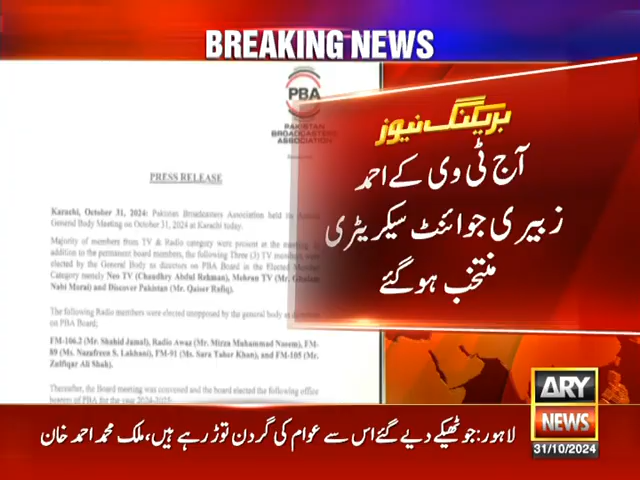 BREAKING NEWS
PBA
PAKISTAN
BROADCASTERS
ASSOCIATION
PRESS RELEASE
Karachi, October 31, 2024: Pakistan Broadcasters Association held its
General Body Meeting on October 31, 2024 at Karachi today.
Majority of members from TV & Radio category were present at the meeting. In
addition to the permanent board members, the following Three (3) TV members were
elected by the General Body as directors on PBA Board in the Elected Member
Category namely Neo TV (Chaudhry Abdul Rehman), Mehran TV (Mr. Ghulam
Nabi Morai) and Discover Pakistan (Mr. Qaiser Rafiq).
The following Radio members were elected unopposed by the general body as
on PBA Board;
FM-106.2 (Mr. Shahid Jamal), Radio Awaz (Mr. Mirza Muhammad Naeem), FM-
89 (Ms. Nazafreen S. Lakhani), FM-91 (Ms. Sara Tahir Khan), and FM-105 (Mr.
Zulfiqar Ali Shah).
Thereafter, the Board meeting was convened and the board elected the following office
bearers of PBA for the year 2024-2025:
بریکنگ نیوز
آج ٹی وی کے احمد
زبیری جوائنٹ سیکریٹری
منتخب ہوگئے
ARY
NEWS
31/10/2024
لاہور: جو ٹھیکے دیے گئے اس سے عوام کی گردن توڑ رہے ہیں، ملک محمد احمد خان